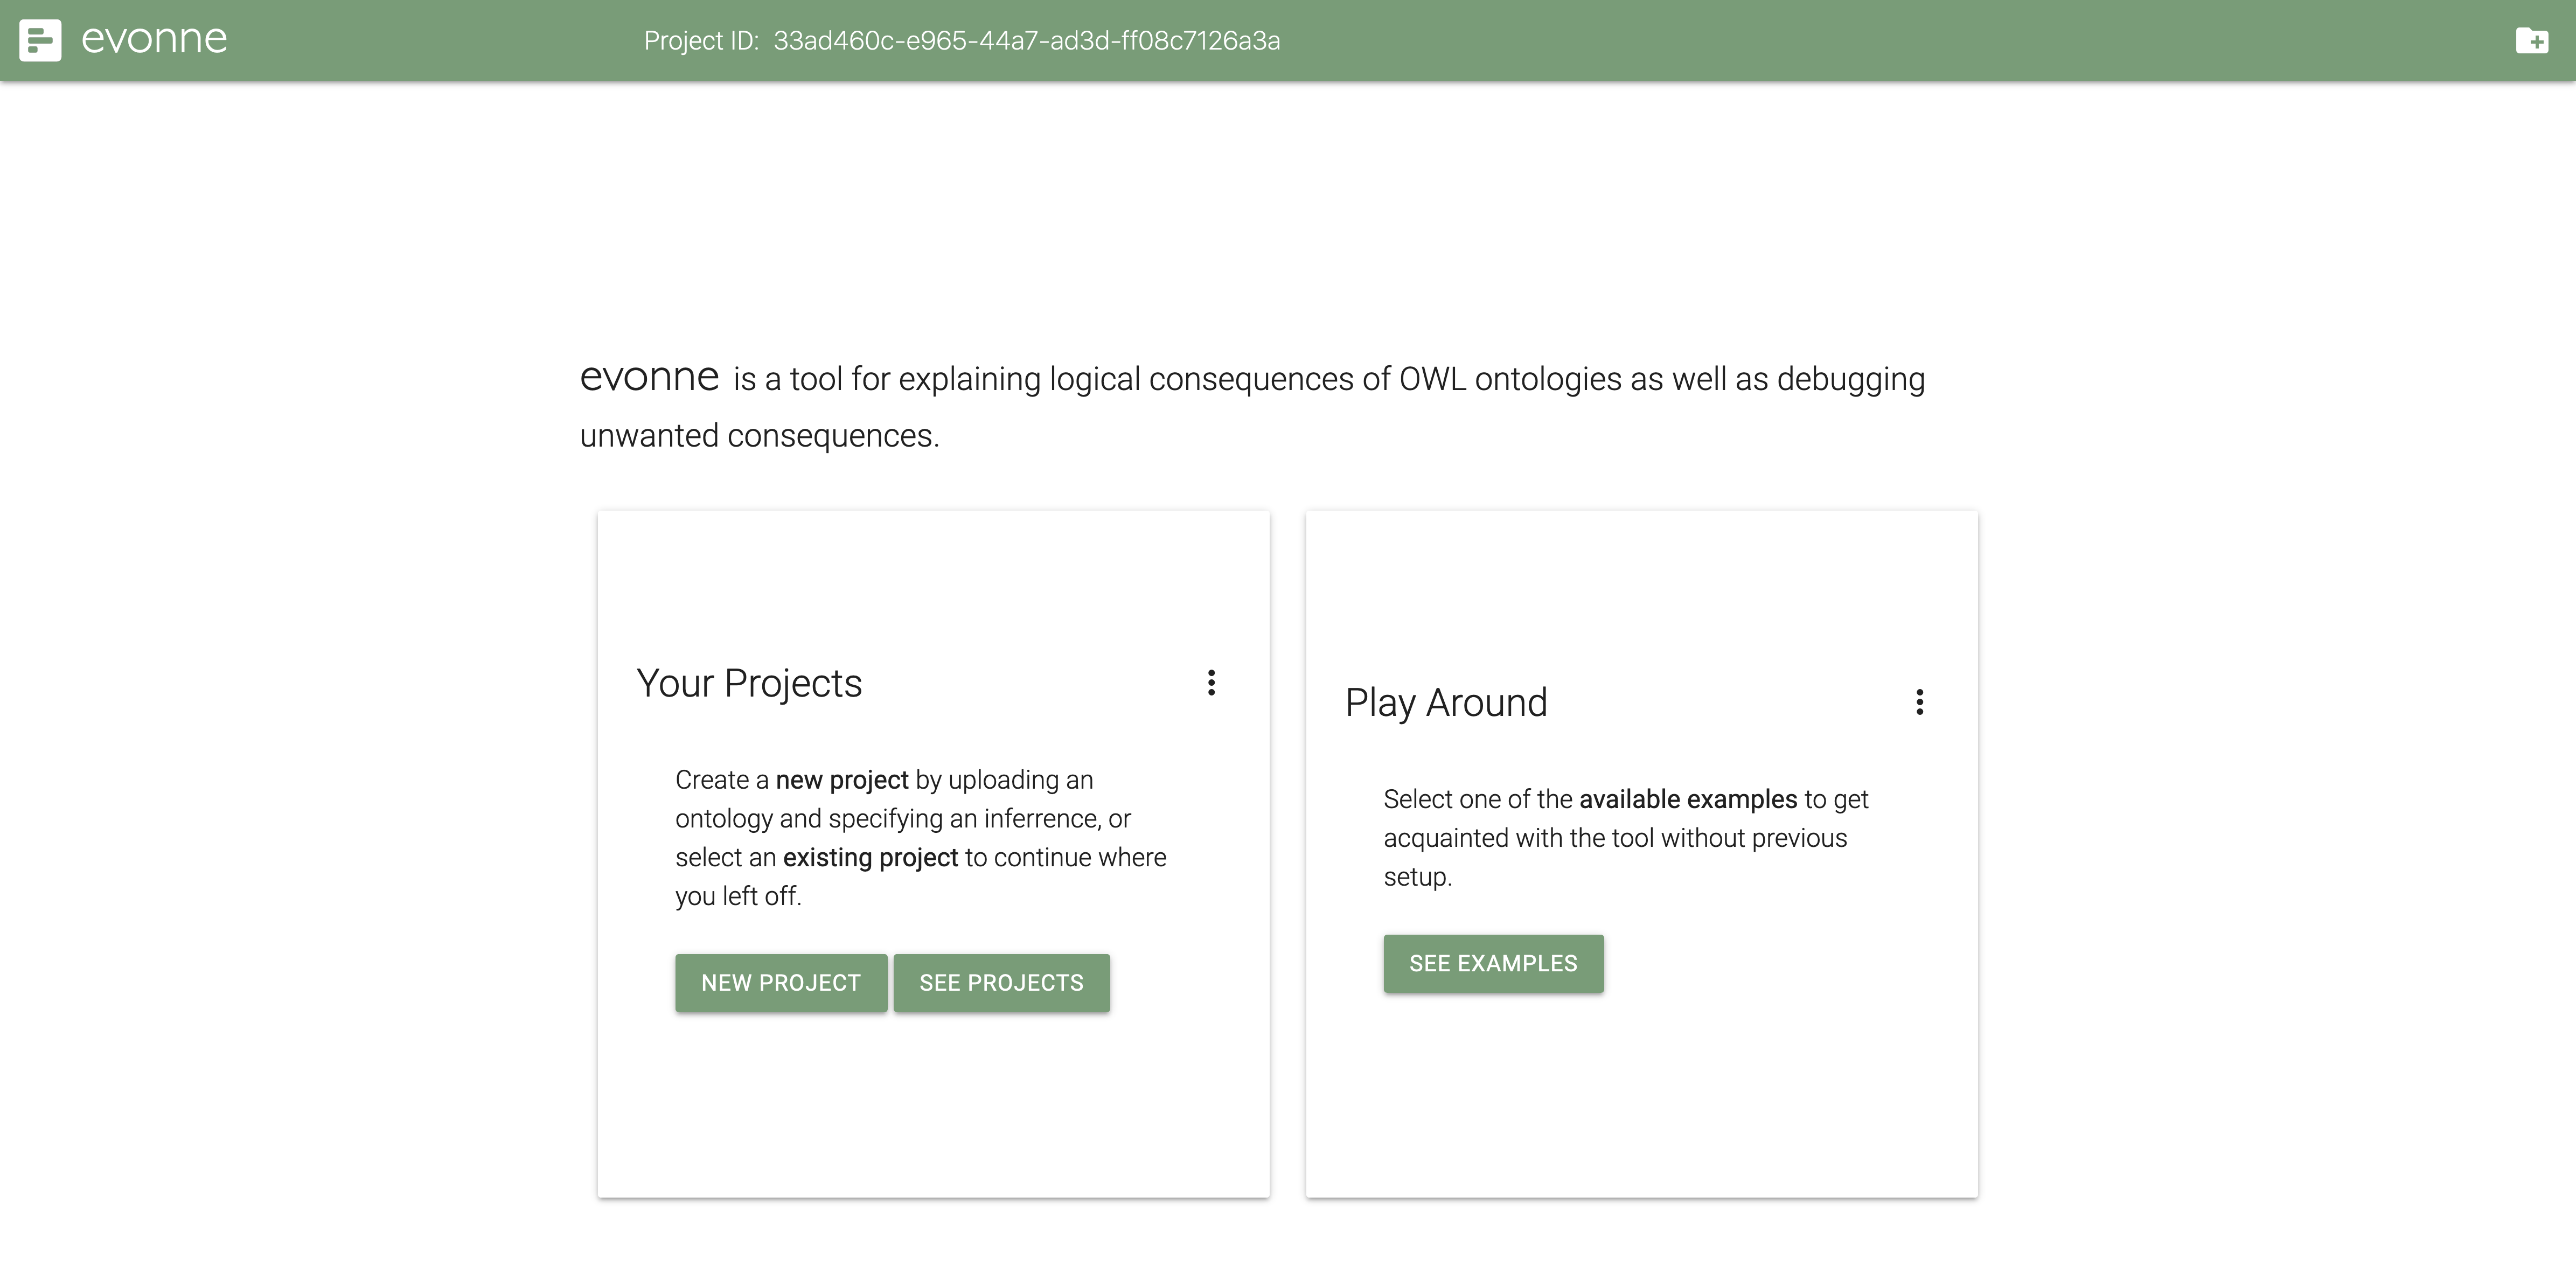 evonne
Project ID: 33ad460c-e965-44a7-ad3d-ff08c7126a3a
evonne is a tool for explaining logical consequences of OWL ontologies as well as debugging
unwanted consequences.
Your Projects
Create a new project by uploading an
ontology and specifying an inferrence, or
select an existing project to continue where
you left off.
NEW PROJECT
SEE PROJECTS
Play Around
Select one of the available examples to get
acquainted with the tool without previous
setup.
SEE EXAMPLES